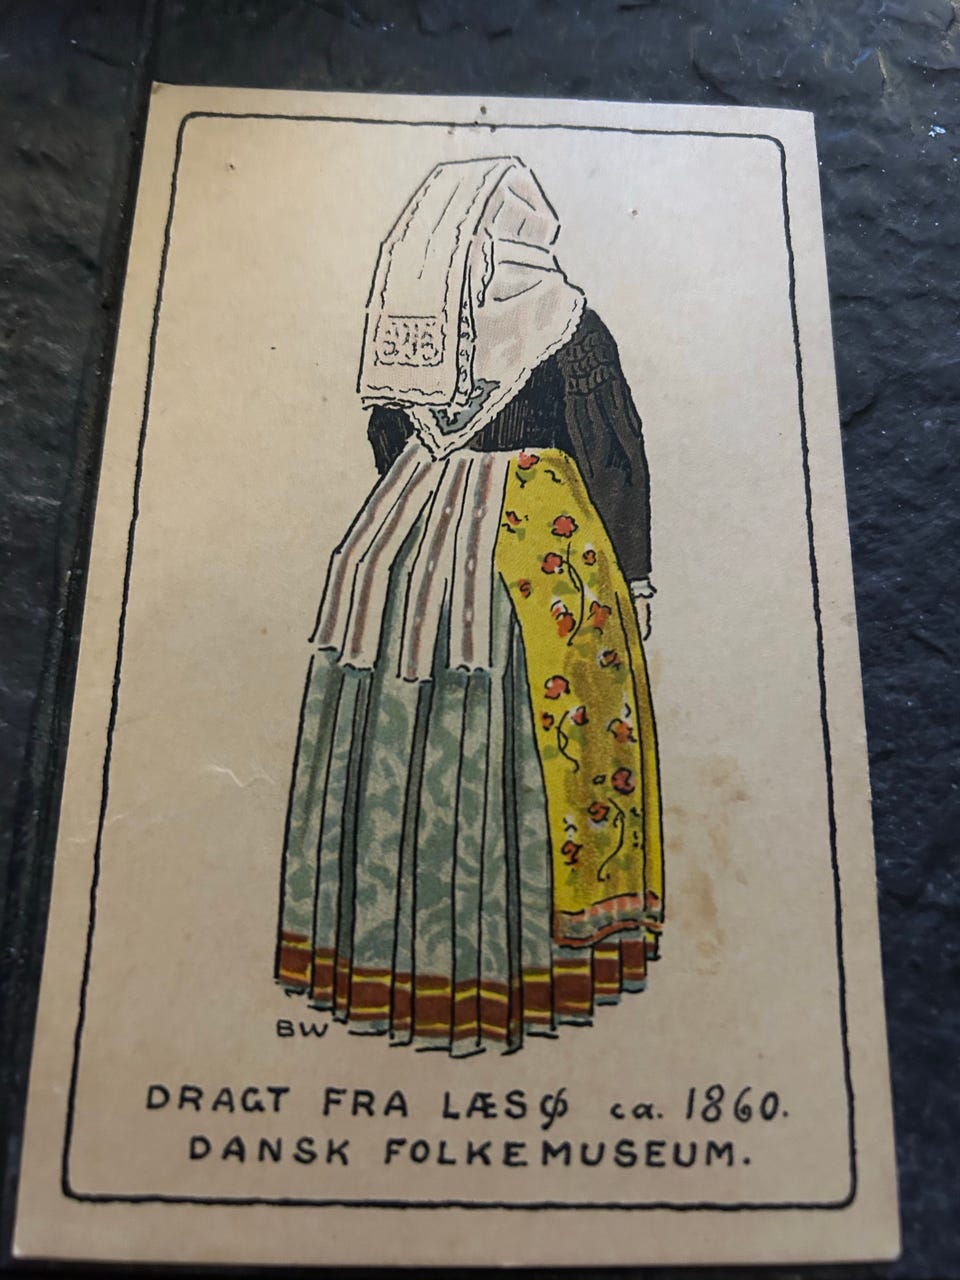 BW
DRAGT FRA LÆSØ ca. 1860.
DANSK FOLKEMUSEUM.